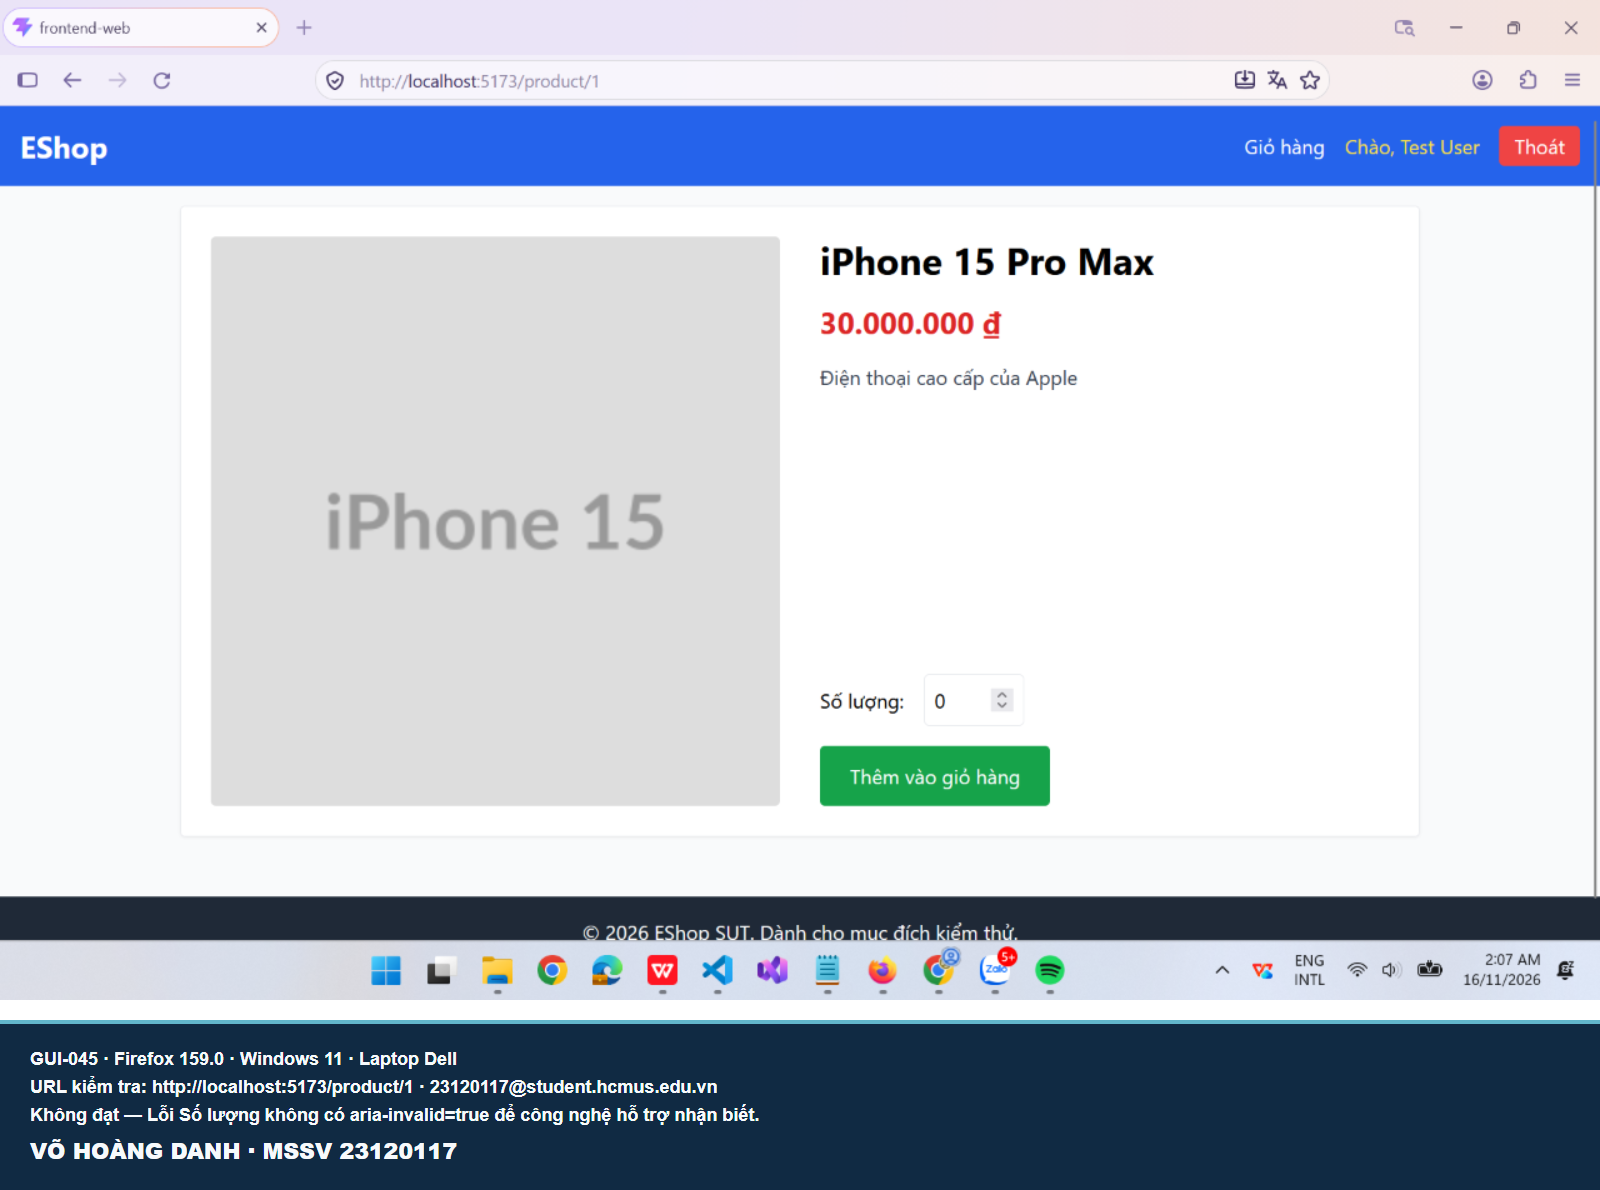 frontend-web
http://localhost:5173/product/1
EShop
Giỏ hàng
Chào, Test User
Thoát
iPhone 15
iPhone 15 Pro Max
30.000.000 ₫
Điện thoại cao cấp của Apple
Số lượng:
0
Thêm vào giỏ hàng
© 2026 EShop SUT. Dành cho mục đích kiểm thử.
Zalo
5+
ENG
INTL
2:07 AM
16/11/2026
GUI-045 · Firefox 159.0 · Windows 11 · Laptop Dell
URL kiểm tra: http://localhost:5173/product/1 · 23120117@student.hcmus.edu.vn
Không đạt — Lỗi Số lượng không có aria-invalid=true để công nghệ hỗ trợ nhận biết.
VÕ HOÀNG DANH · MSSV 23120117